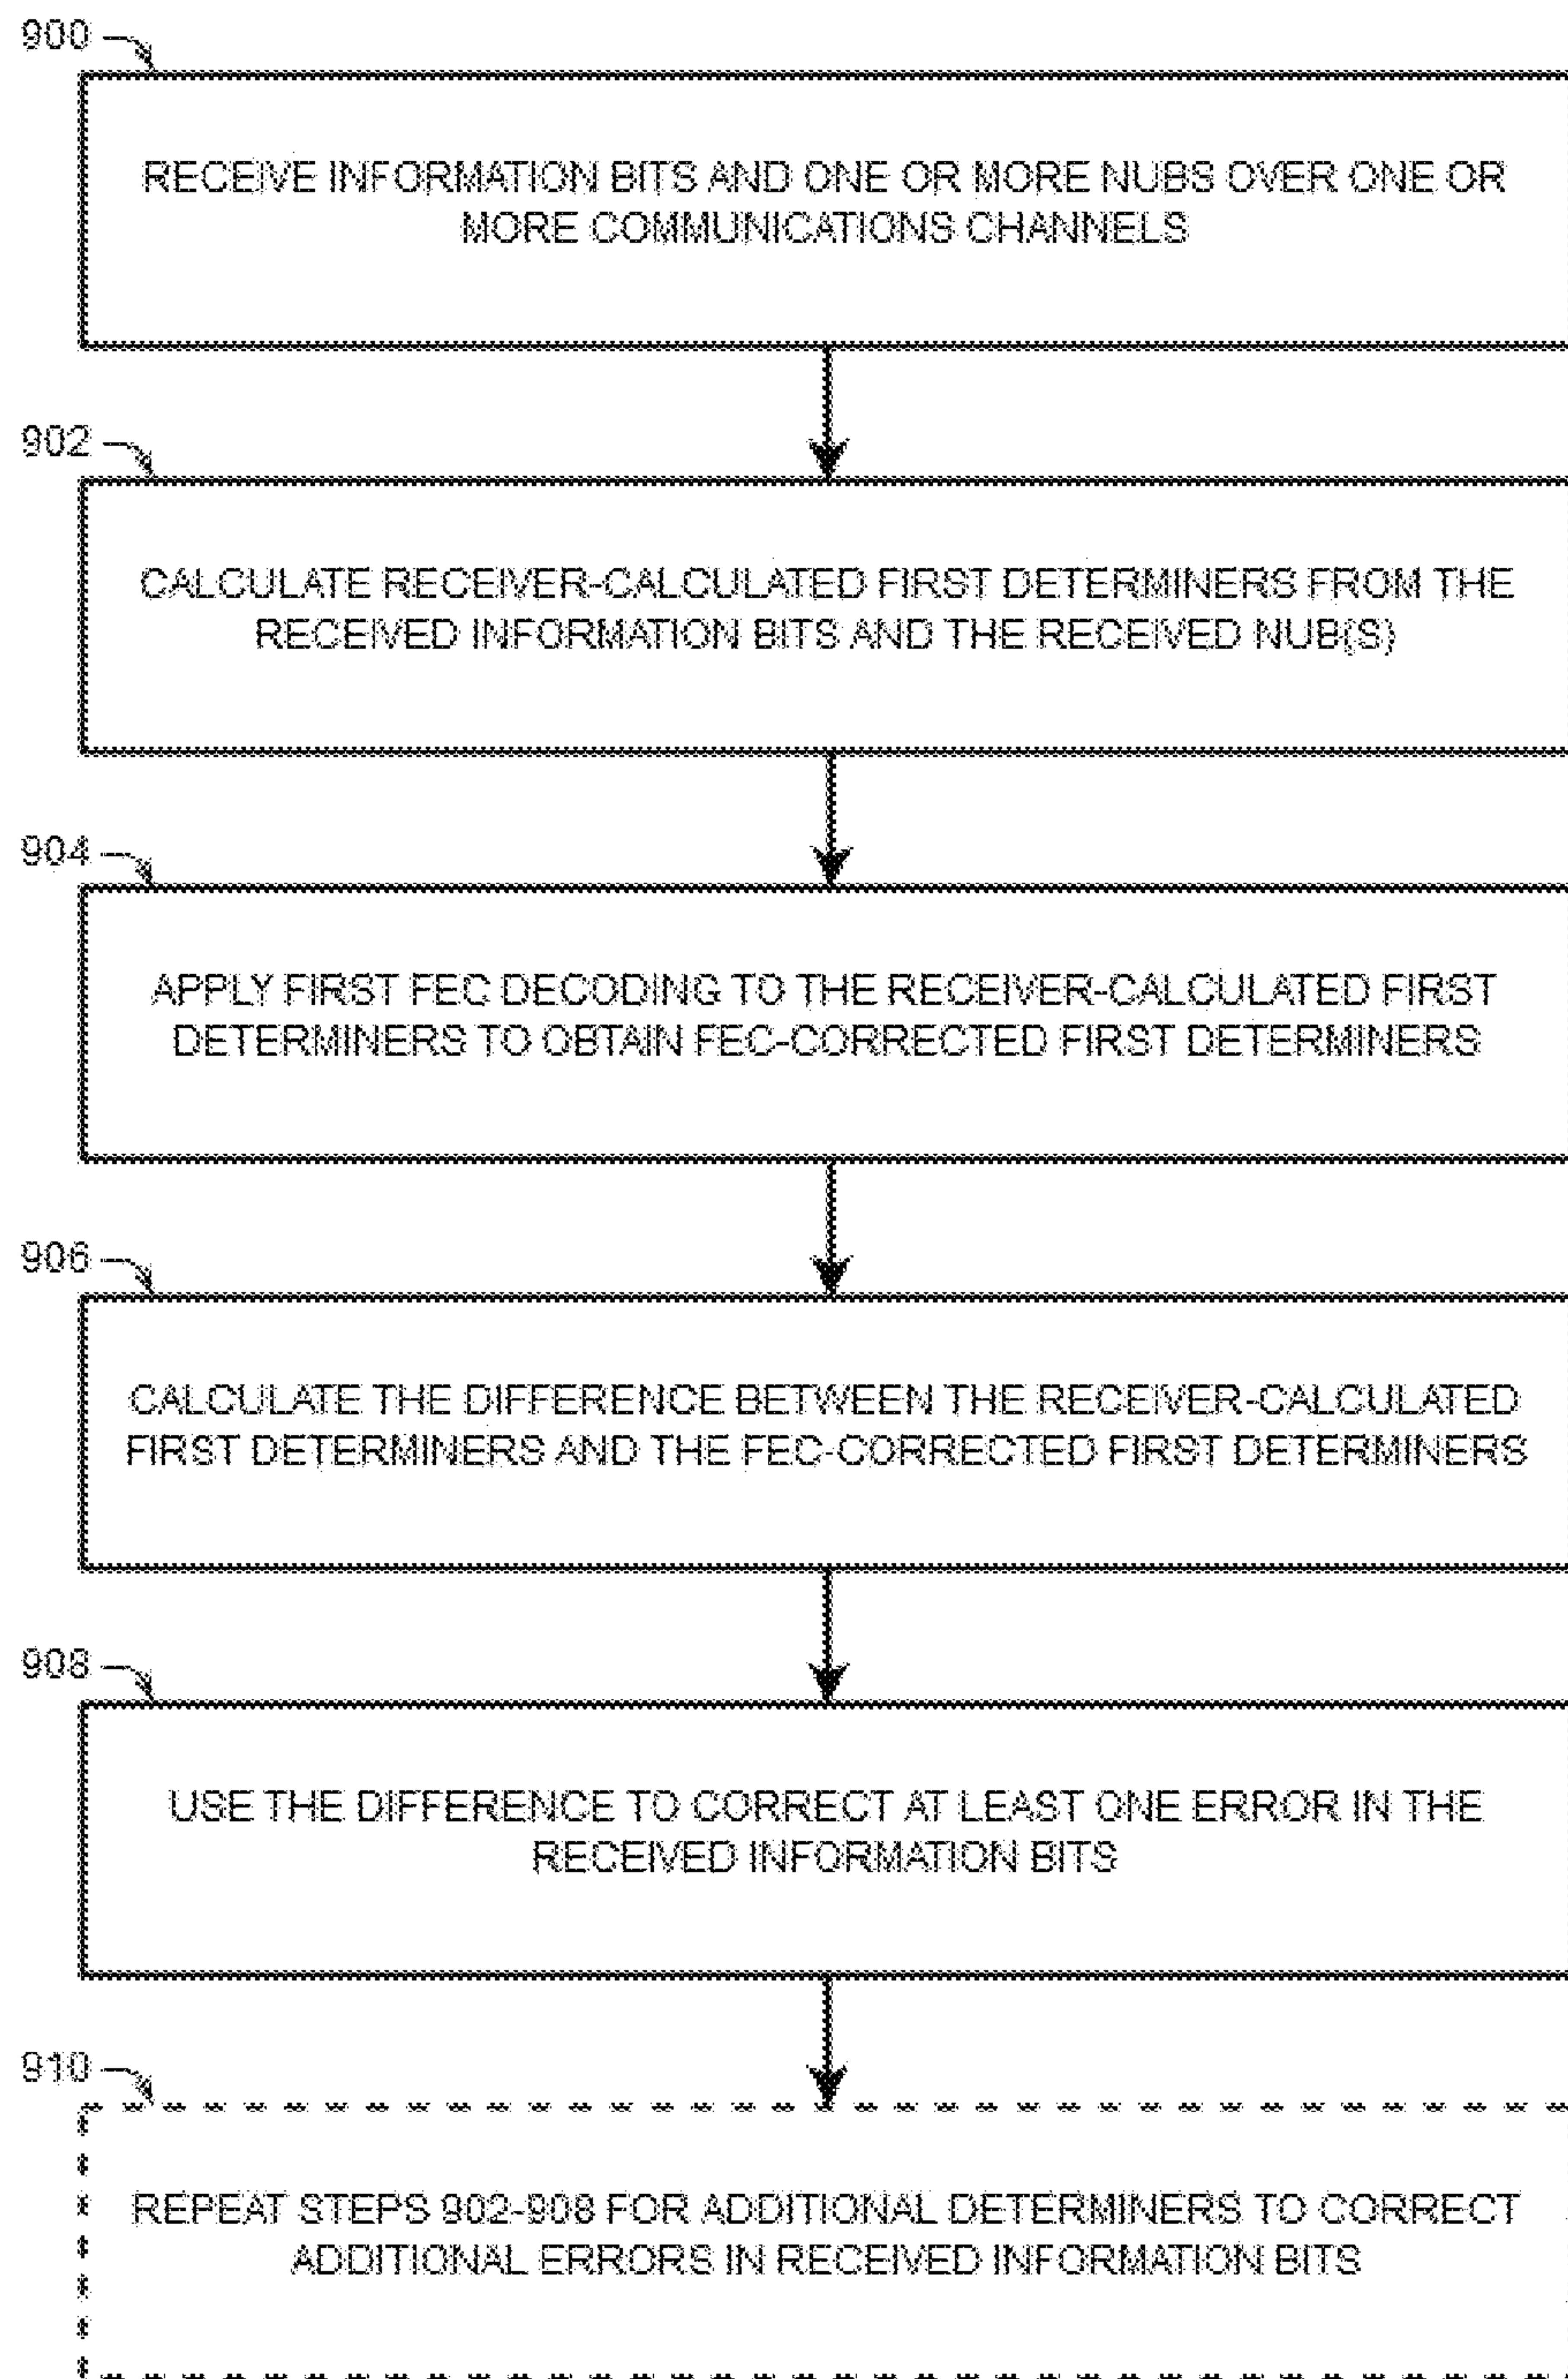 900
RECEIVE INFORMATION BITS AND ONE OR MORE NUBS OVER ONE OR
MORE COMMUNICATIONS CHANNELS
902
CALCULATE RECEIVER-CALCULATED FIRST DETERMINERS FROM THE
RECEIVED INFORMATION BITS AND THE RECEIVED NUB(S)
904
APPLY FIRST FEC DECODING TO THE RECEIVER-CALCULATED FIRST
DETERMINERS TO OBTAIN FEC-CORRECTED FIRST DETERMINERS
906
CALCULATE THE DIFFERENCE BETWEEN THE RECEIVER-CALCULATED
FIRST DETERMINERS AND THE FEC-CORRECTED FIRST DETERMINERS
908
USE THE DIFFERENCE TO CORRECT AT LEAST ONE ERROR IN THE
RECEIVED INFORMATION BITS
910
REPEAT STEPS 902-908 FOR ADDITIONAL DETERMINERS TO CORRECT
ADDITIONAL ERRORS IN RECEIVED INFORMATION BITS